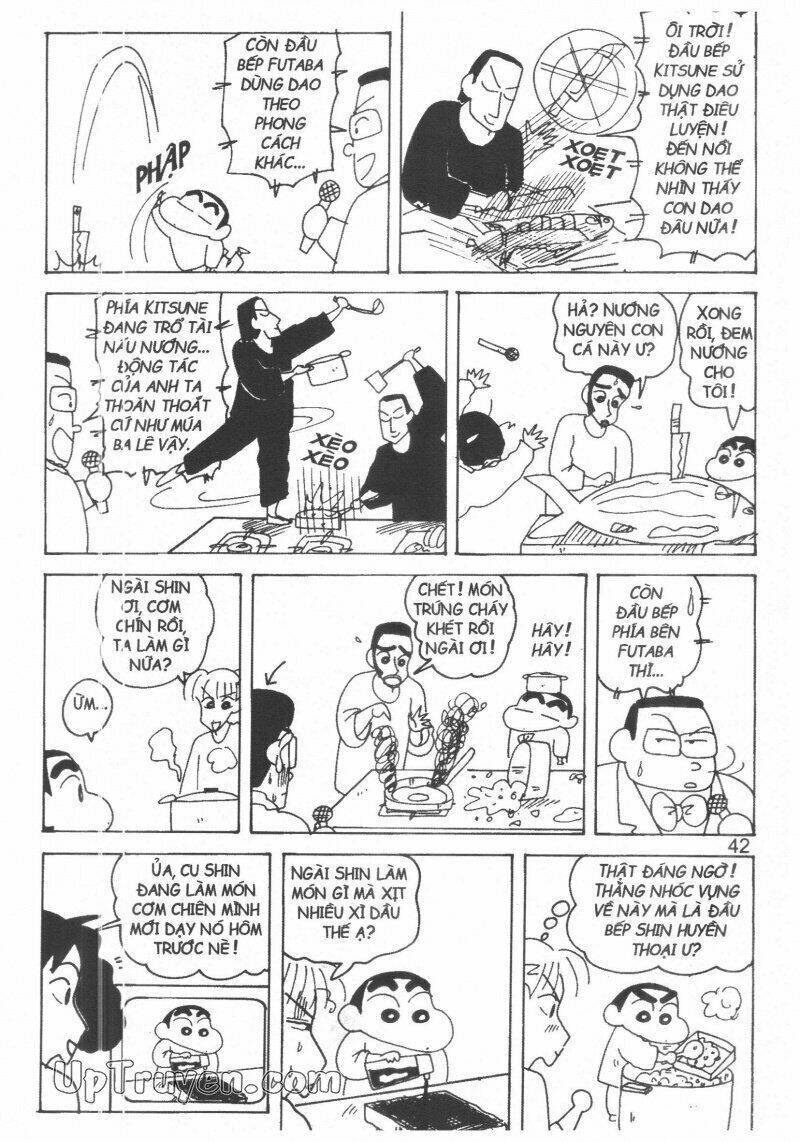 CÒN ĐẦU
BẾP FUTABA
DÙNG DAO
THEO
PHONG
CÁCH
KHÁC...
PHẬP
ÔI TRỜI!
ĐẦU BẾP
KITSUNE SỬ
DỤNG DAO
THẬT ĐIÊU
LUYỆN!
ĐẾN NỖI
KHÔNG THỂ
NHÌN THẤY
CON DAO
ĐÂU NỮA!
XOẸT
XOẸT
PHÍA KITSUNE
ĐANG TRỔ TÀI
NẤU NƯỚNG...
ĐỘNG TÁC
CỦA ANH TA
THOĂN THOẮT
CỨ NHƯ MÚA
BA LÊ VẬY.
XÈO
XÈO
HẢ? NƯỚNG
NGUYÊN CON
CÁ NÀY Ư?
XONG
RỒI, ĐEM
NƯỚNG
CHO
TÔI!
NGÀI SHIN
ƠI, CƠM
CHÍN RỒI,
TA LÀM GÌ
NỮA?
ỪM...
CHẾT! MÓN
TRỨNG CHÁY
KHÉT RỒI
NGÀI ƠI!
HÂY!
HÂY!
CÒN
ĐẦU BẾP
PHÍA BÊN
FUTABA
THÌ...
42
ỦA, CU SHIN
ĐANG LÀM MÓN
CƠM CHIÊN MÌNH
MỚI DẠY NÓ HÔM
TRƯỚC NÈ!
NGÀI SHIN LÀM
MÓN GÌ MÀ XỊT
NHIỀU XÌ DẦU
THẾ Ạ?
THẬT ĐÁNG NGỜ!
THẰNG NHÓC VỤNG
VỀ NÀY MÀ LÀ ĐẦU
BẾP SHIN HUYỀN
THOẠI Ư?
UpTruyen.com